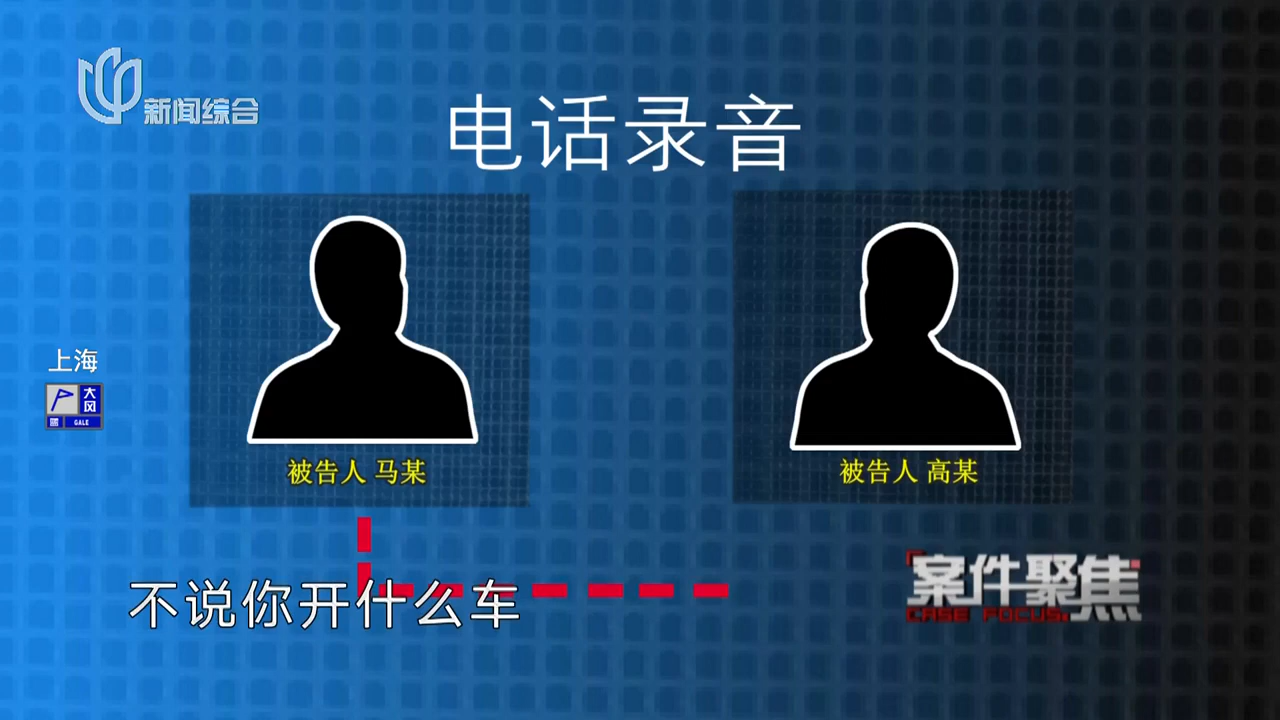 新闻综合
电话录音
上海
大风
GALE
被告人 马某
被告人 高某
不说你开什么车
案件聚焦
CASE FOCUS